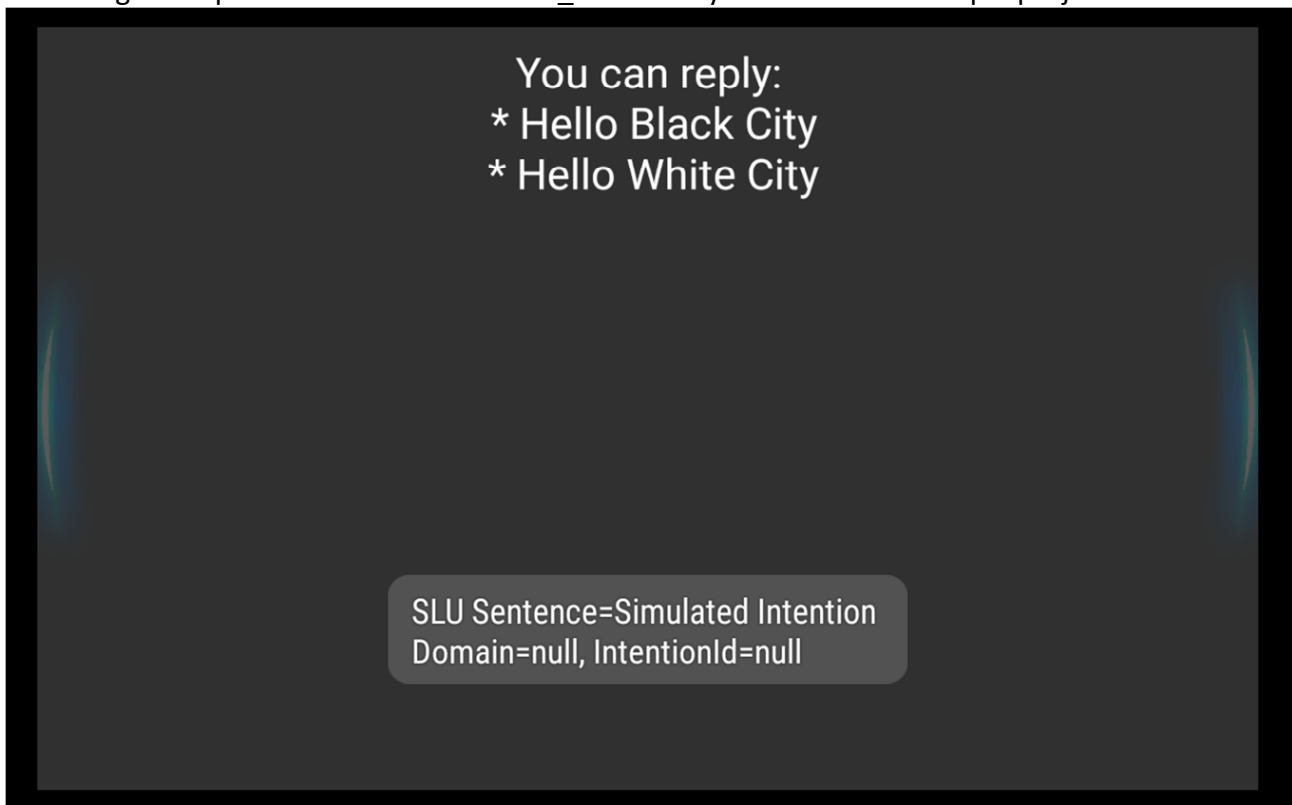 You can reply:
* Hello Black City
* Hello White City
SLU Sentence=Simulated Intention
Domain=null, IntentionId=null